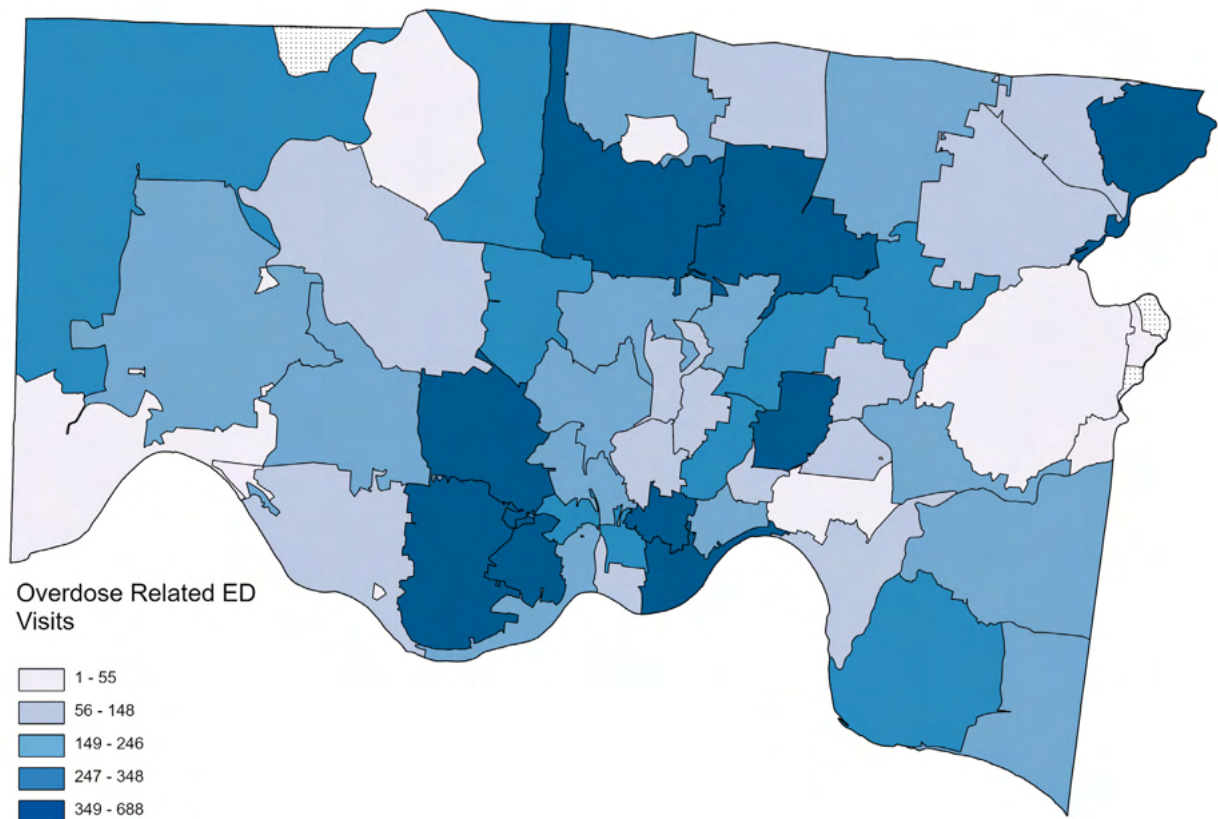 Overdose Related ED
Visits
1 - 55
56 - 148
149 - 246
247 - 348
349 - 688